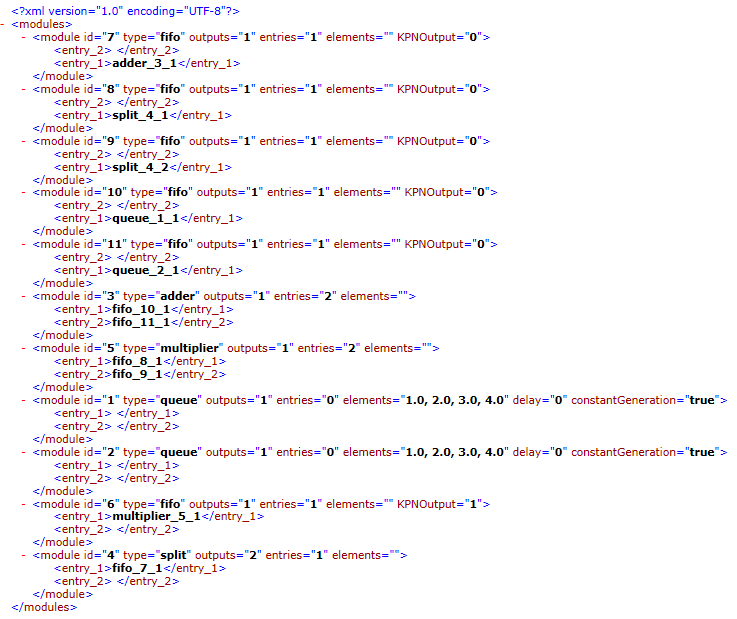 <?xml version="1.0" encoding="UTF-8"?>
- <modules>
- <module id="7" type="fifo" outputs="1" entries="1" elements="" KPNOutput="0">
<entry_2> </entry_2>
<entry_1>adder_3_1</entry_1>
</module>
- <module id="8" type="fifo" outputs="1" entries="1" elements="" KPNOutput="0">
<entry_2> </entry_2>
<entry_1>split_4_1</entry_1>
</module>
- <module id="9" type="fifo" outputs="1" entries="1" elements="" KPNOutput="0">
<entry_2> </entry_2>
<entry_1>split_4_2</entry_1>
</module>
- <module id="10" type="fifo" outputs="1" entries="1" elements="" KPNOutput="0">
<entry_2> </entry_2>
<entry_1>queue_1_1</entry_1>
</module>
- <module id="11" type="fifo" outputs="1" entries="1" elements="" KPNOutput="0">
<entry_2> </entry_2>
<entry_1>queue_2_1</entry_1>
</module>
- <module id="3" type="adder" outputs="1" entries="2" elements="">
<entry_1>fifo_10_1</entry_1>
<entry_2>fifo_11_1</entry_2>
</module>
- <module id="5" type="multiplier" outputs="1" entries="2" elements="">
<entry_1>fifo_8_1</entry_1>
<entry_2>fifo_9_1</entry_2>
</module>
- <module id="1" type="queue" outputs="1" entries="0" elements="1.0, 2.0, 3.0, 4.0" delay="0" constantGeneration="true">
<entry_1> </entry_1>
<entry_2> </entry_2>
</module>
- <module id="2" type="queue" outputs="1" entries="0" elements="1.0, 2.0, 3.0, 4.0" delay="0" constantGeneration="true">
<entry_1> </entry_1>
<entry_2> </entry_2>
</module>
- <module id="6" type="fifo" outputs="1" entries="1" elements="" KPNOutput="1">
<entry_1>multiplier_5_1</entry_1>
<entry_2> </entry_2>
</module>
- <module id="4" type="split" outputs="2" entries="1" elements="">
<entry_1>fifo_7_1</entry_1>
<entry_2> </entry_2>
</module>
</modules>